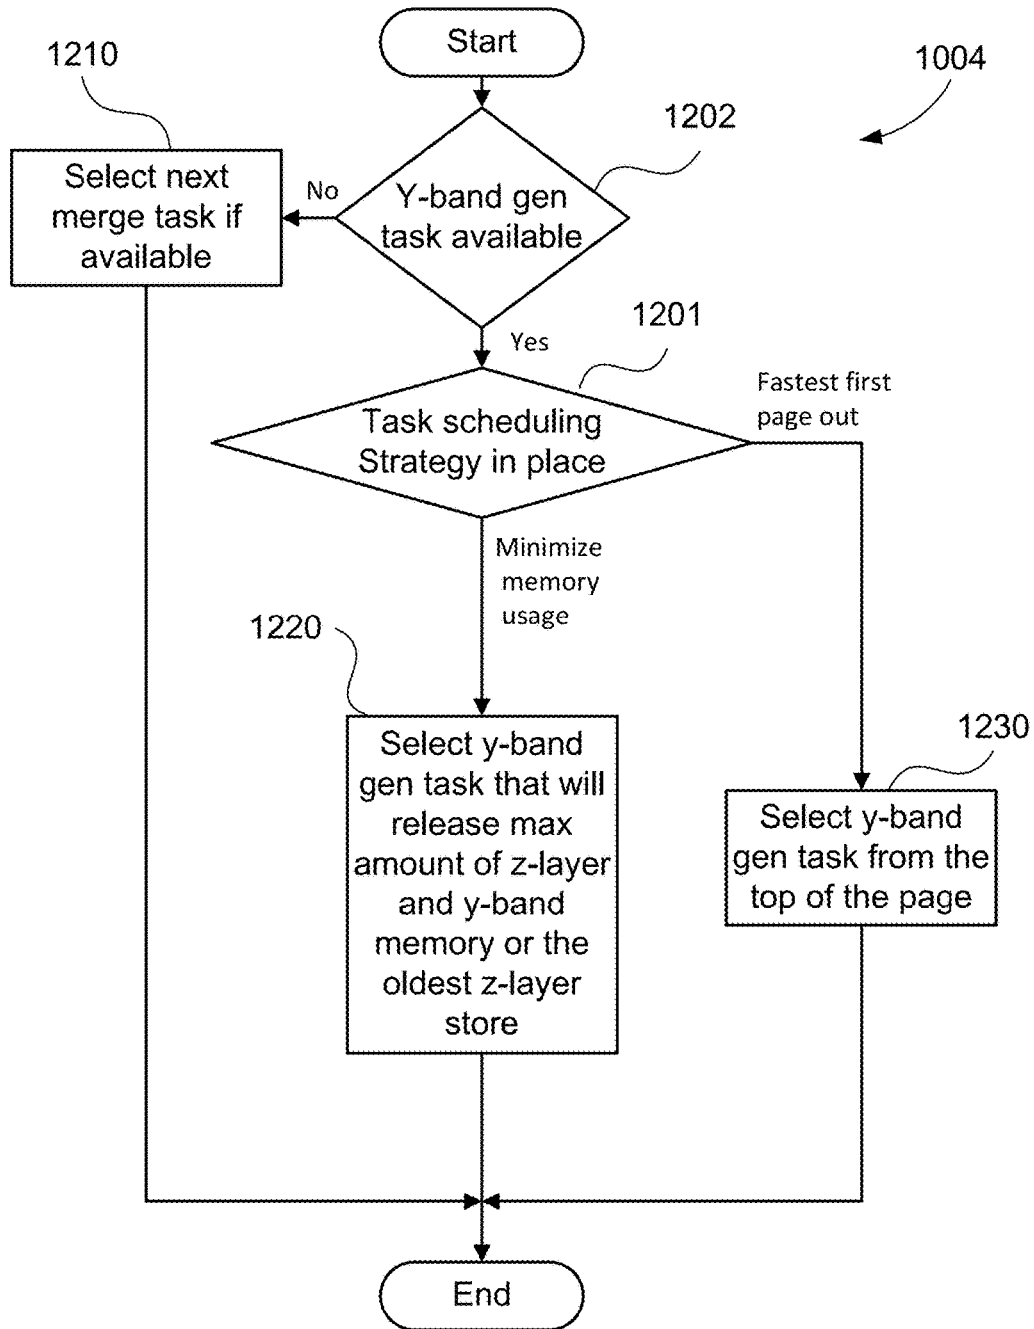 Start
1210
1004
1202
Select next
merge task if
available
No
Y-band gen
task available
Yes
1201
Fastest first
page out
Task scheduling
Strategy in place
Minimize
memory
usage
1220
Select y-band
gen task that will
release max
amount of z-layer
and y-band
memory or the
oldest z-layer
store
1230
Select y-band
gen task from the
top of the page
End